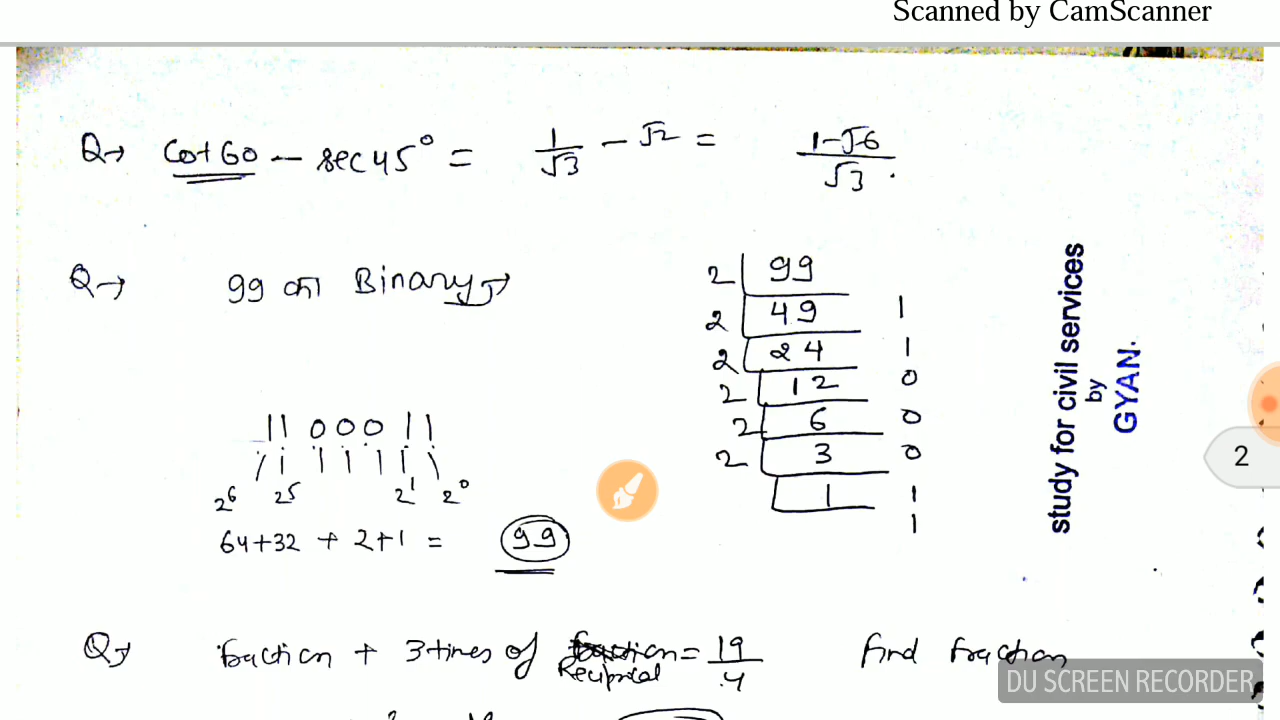 Scanned by CamScanner
Q→ cot 60 – sec 45° = 1/√3 – √2 = 1-√6/√3.
Q→ 99 का Binary→
2 | 99
2 | 49 1
2 | 24 1
2 | 12 0
2 | 6 0
2 | 3 0
1 1
1
11 000 11
2⁶ 2⁵ 2¹ 2⁰
64+32 + 2+1 = 99
Q→ fraction + 3 times of Reciprocal = 19/4 find fraction
study for civil services
by
GYAN.
2
DU SCREEN RECORDER